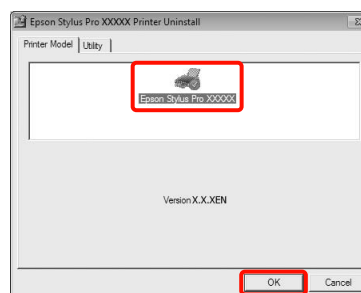 Epson Stylus Pro XXXXX Printer Uninstall
Printer Model
Utility
Epson Stylus Pro XXXXX
Version X.X.XEN
OK
Cancel